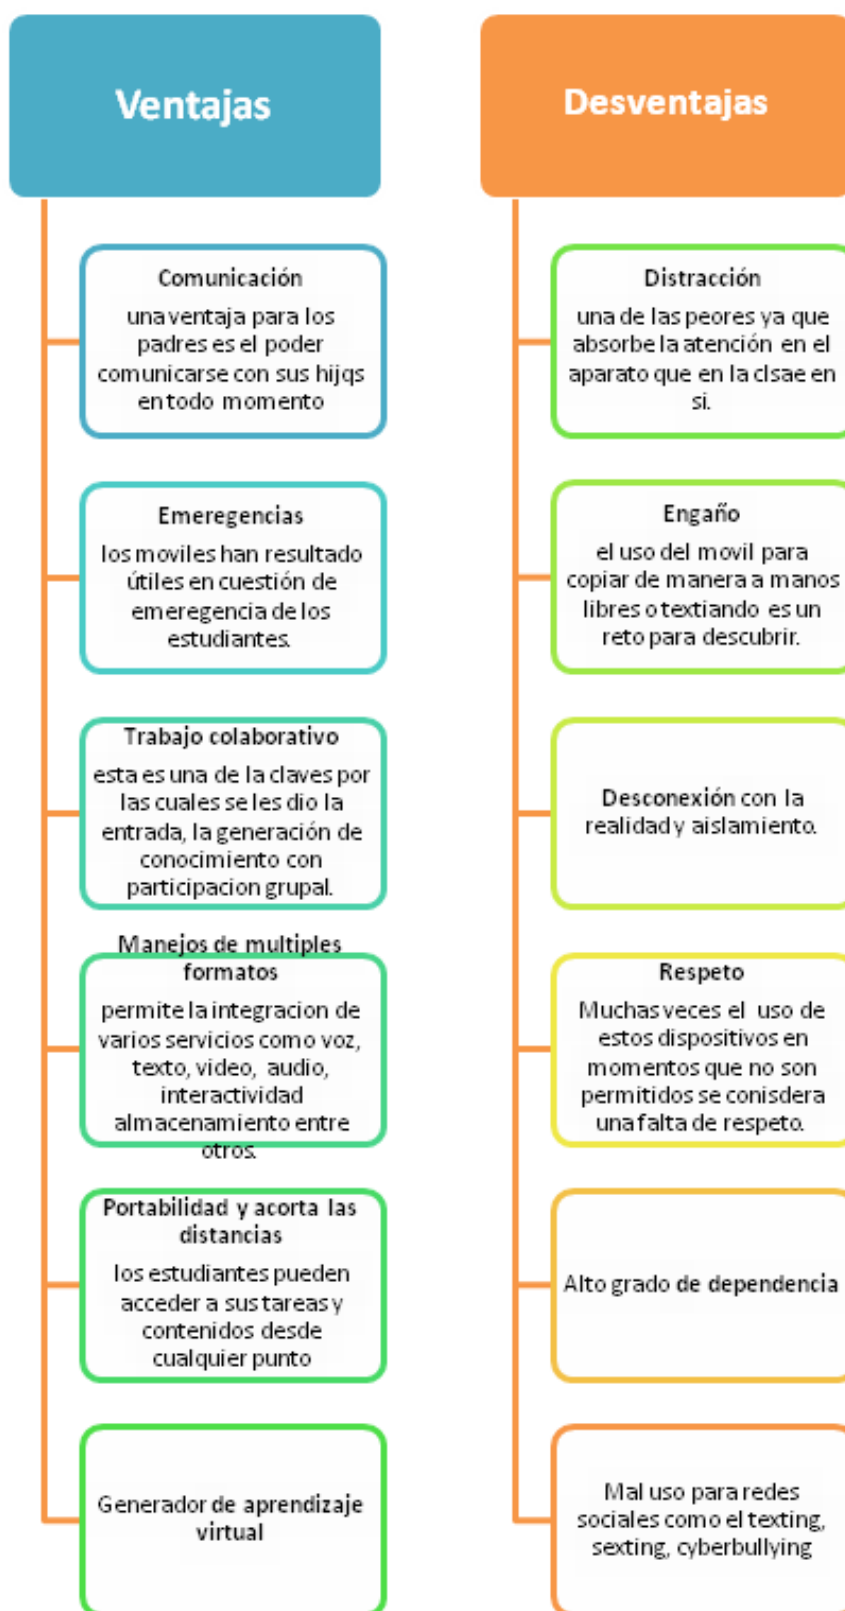 Ventajas
Comunicación
una ventaja para los
padres es el poder
comunicarse con sus hijqs
en todo momento
Emeregencias
los moviles han resultado
útiles en cuestión de
emeregencia de los
estudiantes.
Trabajo colaborativo
esta es una de la claves por
las cuales se les dio la
entrada, la generación de
conocimiento con
participacion grupal.
Manejos de multiples
formatos
permite la integracion de
varios servicios como voz,
texto, video, audio,
interactividad
almacenamiento entre
otros.
Portabilidad y acorta las
distancias
los estudiantes pueden
acceder a sus tareas y
contenidos desde
cualquier punto
Generador de aprendizaje
virtual
Desventajas
Distracción
una de las peores ya que
absorbe la atención en el
aparato que en la clsae en
si.
Engaño
el uso del movil para
copiar de manera a manos
libres o textiando es un
reto para descubrir.
Desconexión con la
realidad y aislamiento.
Respeto
Muchas veces el uso de
estos dispositivos en
momentos que no son
permitidos se conisdera
una falta de respeto.
Alto grado de dependencia
Mal uso para redes
sociales como el texting,
sexting, cyberbullying